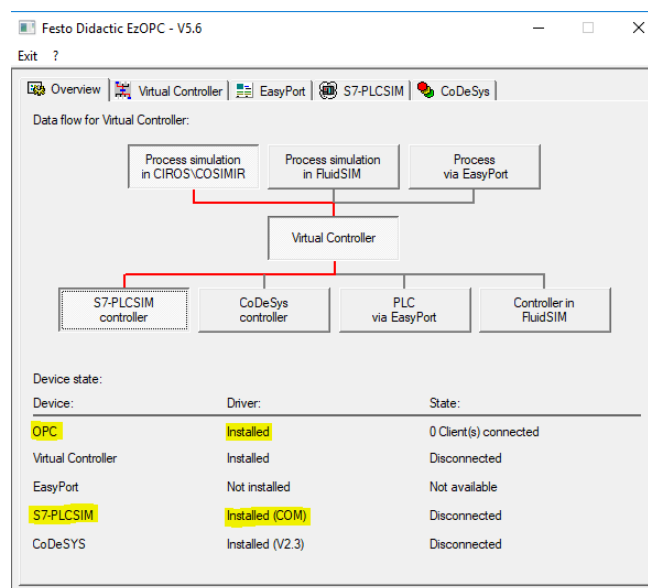 Festo Didactic EzOPC - V5.6
Exit ?
Overview Virtual Controller EasyPort S7-PLCSIM CoDeSys
Data flow for Virtual Controller:
Process simulation
in CIROS\COSIMIR
Process simulation
in FluidSIM
Process
via EasyPort
Virtual Controller
S7-PLCSIM
controller
CoDeSys
controller
PLC
via EasyPort
Controller in
FluidSIM
Device state:
Device: Driver: State:
OPC Installed 0 Client(s) connected
Virtual Controller Installed Disconnected
EasyPort Not installed Not available
S7-PLCSIM Installed (COM) Disconnected
CoDeSYS Installed (V2.3) Disconnected